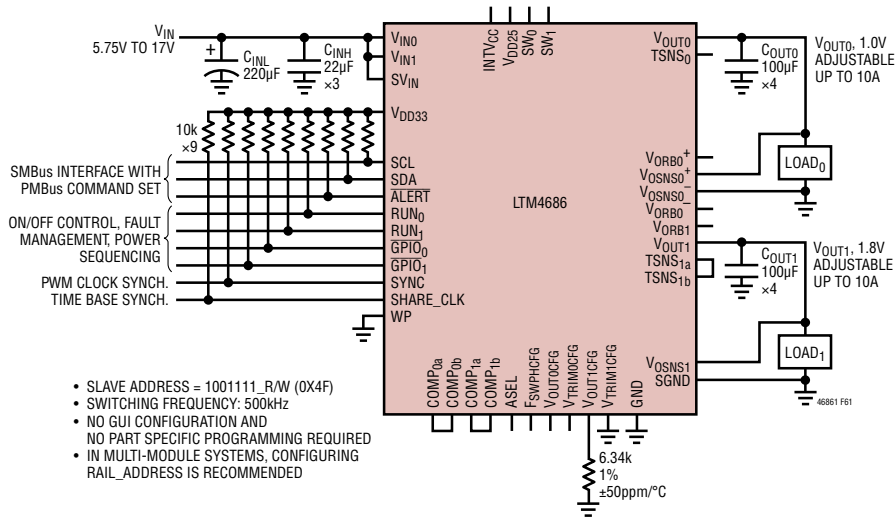 VIN
5.75V TO 17V
+
CINL
220µF
CINH
22µF
×3
10k
×9
SMBus INTERFACE WITH
PMBus COMMAND SET
ON/OFF CONTROL, FAULT
MANAGEMENT, POWER
SEQUENCING
PWM CLOCK SYNCH.
TIME BASE SYNCH.
VIN0
VIN1
SVIN
VDD33
SCL
SDA
ALERT
RUN0
RUN1
GPIO0
GPIO1
SYNC
SHARE_CLK
WP
INTVCC
VDD25
SW0
SW1
LTM4686
VOUT0
TSNS0
VORB0+
VOSNS0+
VOSNS0–
VORB0–
VORB1
VOUT1
TSNS1a
TSNS1b
VOSNS1
SGND
COMP0a
COMP0b
COMP1a
COMP1b
ASEL
FSWPHCFG
VOUT0CFG
VTRIM0CFG
VOUT1CFG
VTRIM1CFG
GND
6.34k
1%
±50ppm/°C
COUT0
100µF
×4
VOUT0, 1.0V
ADJUSTABLE
UP TO 10A
LOAD0
COUT1
100µF
×4
VOUT1, 1.8V
ADJUSTABLE
UP TO 10A
LOAD1
46861 F61
• SLAVE ADDRESS = 1001111_R/W (0X4F)
• SWITCHING FREQUENCY: 500kHz
• NO GUI CONFIGURATION AND
NO PART SPECIFIC PROGRAMMING REQUIRED
• IN MULTI-MODULE SYSTEMS, CONFIGURING
RAIL_ADDRESS IS RECOMMENDED